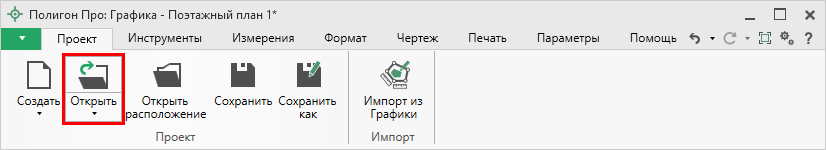 Полигон Про: Графика - Поэтажный план 1*
Проект Инструменты Измерения Формат Чертеж Печать Параметры Помощь ?
Создать Открыть Открыть расположение Сохранить Сохранить как Импорт из Графики
Проект Импорт